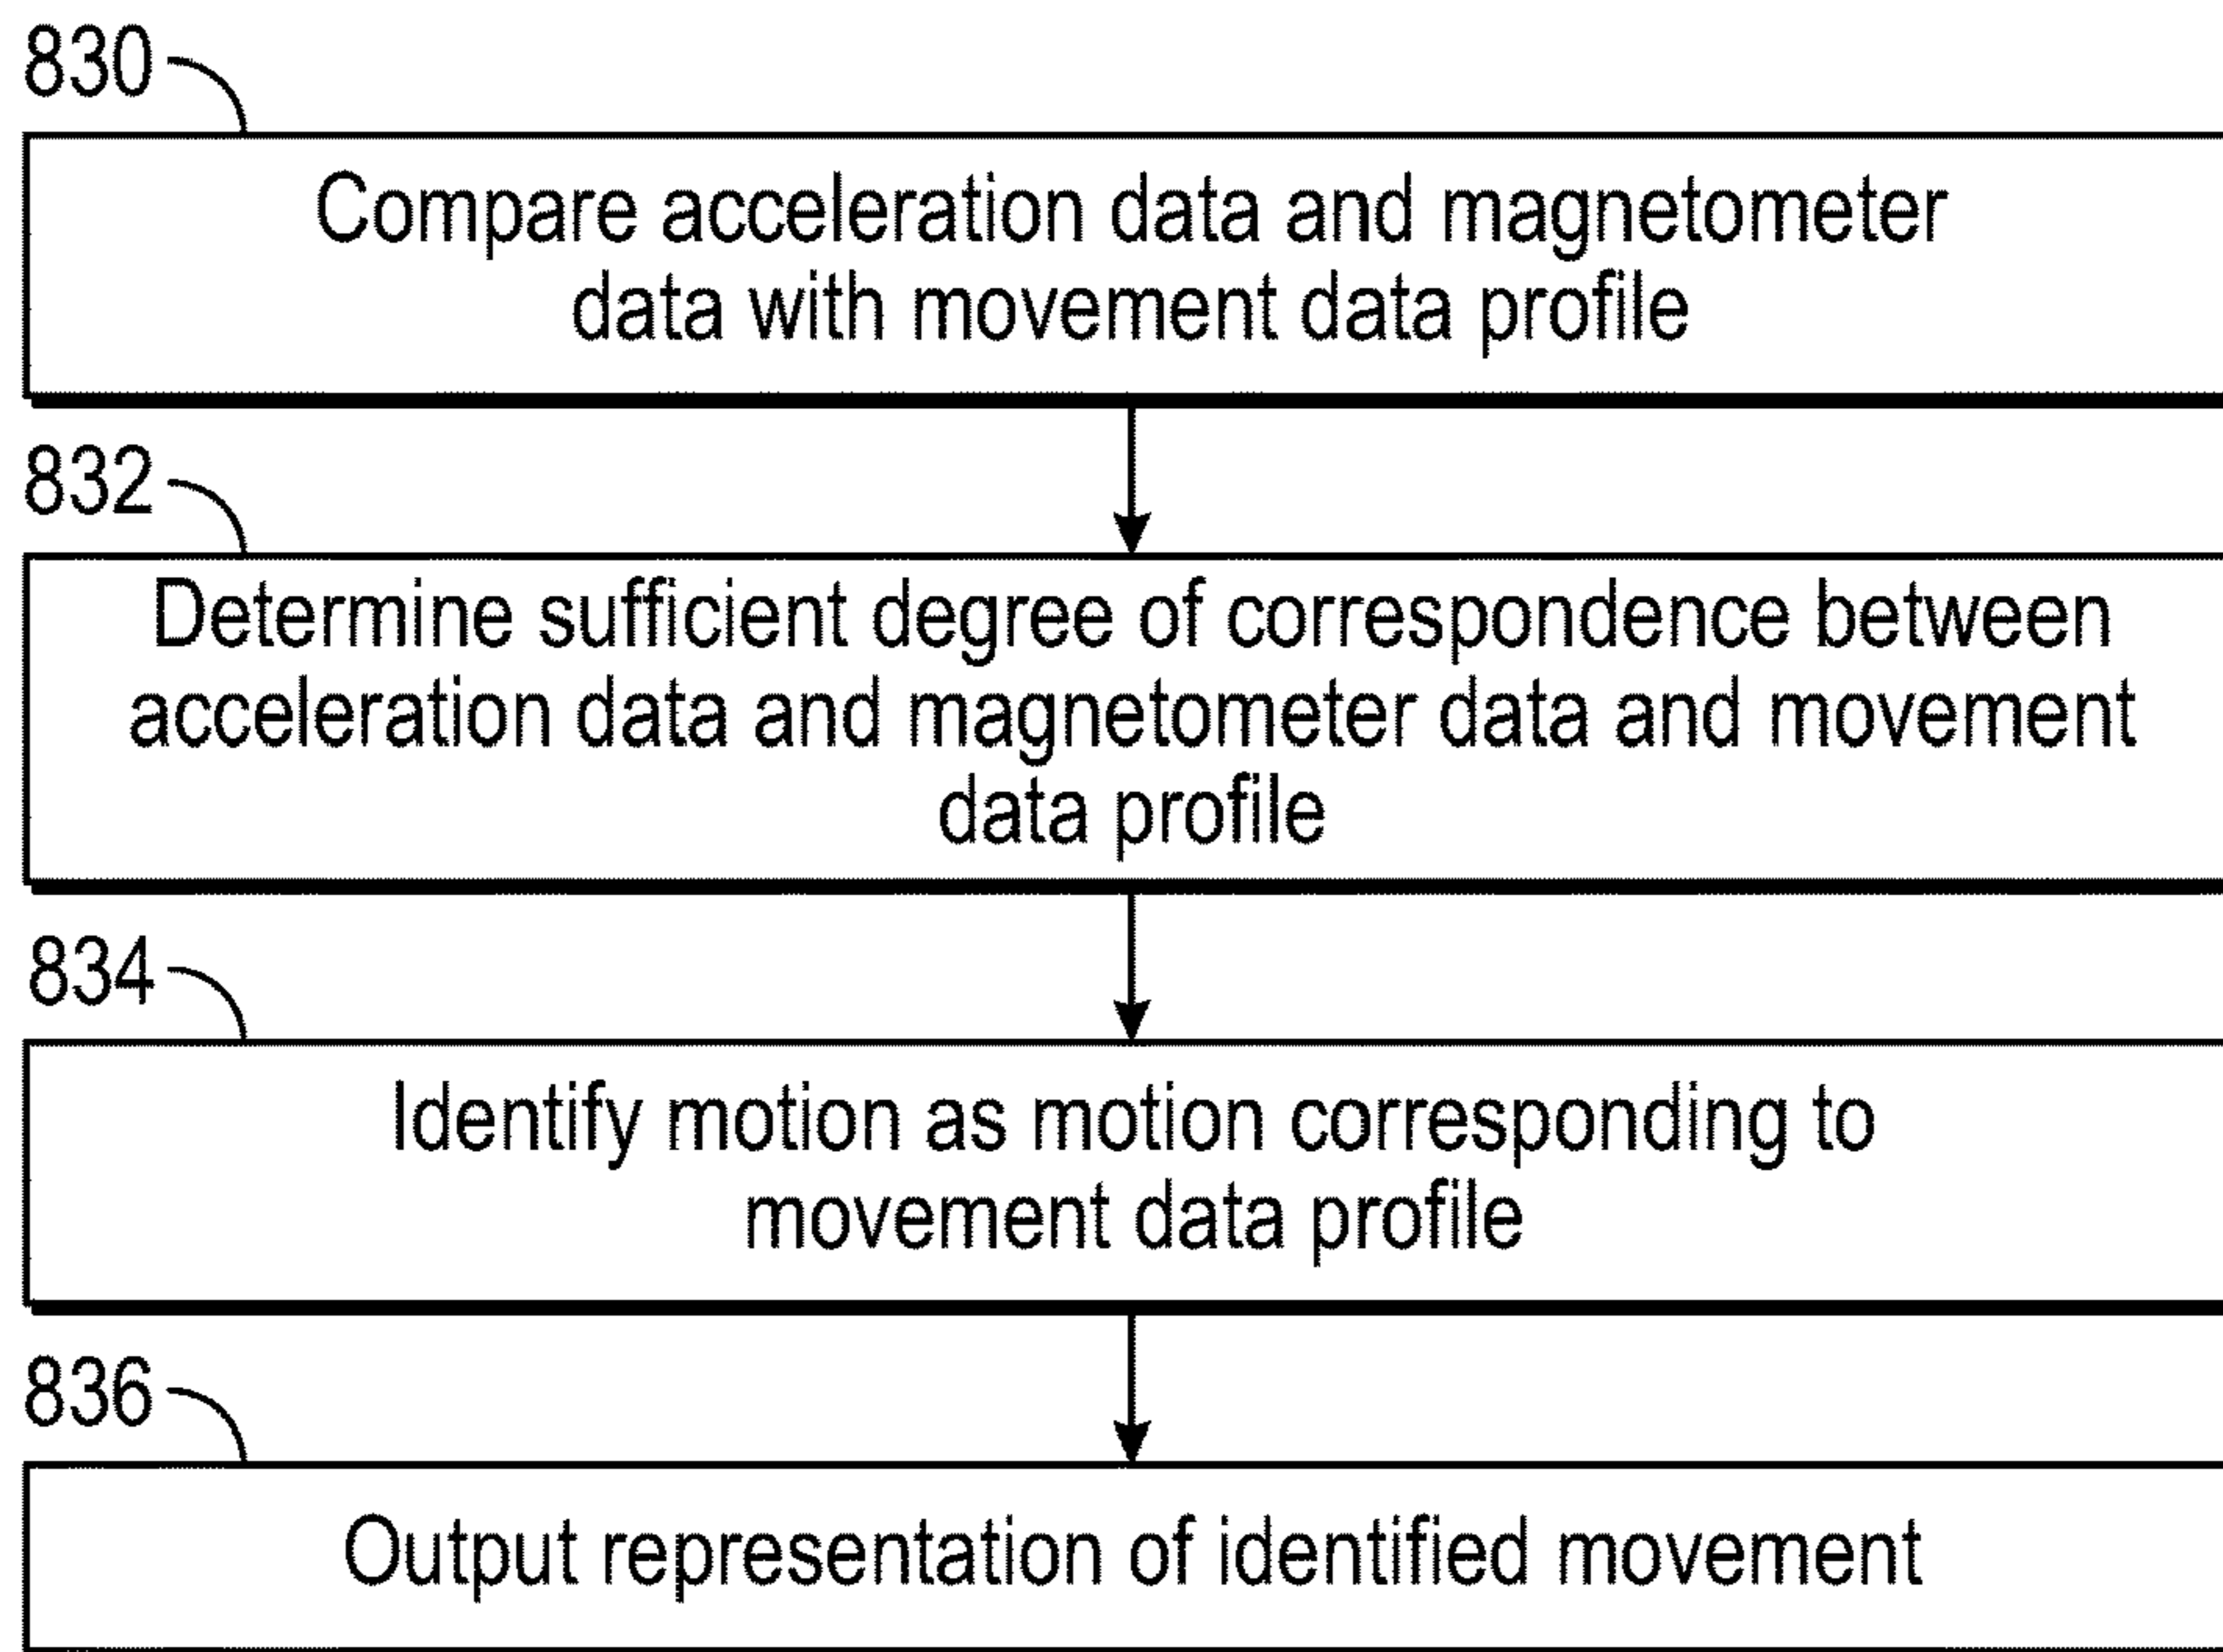 830
Compare acceleration data and magnetometer
data with movement data profile
832
Determine sufficient degree of correspondence between
acceleration data and magnetometer data and movement
data profile
834
Identify motion as motion corresponding to
movement data profile
836
Output representation of identified movement